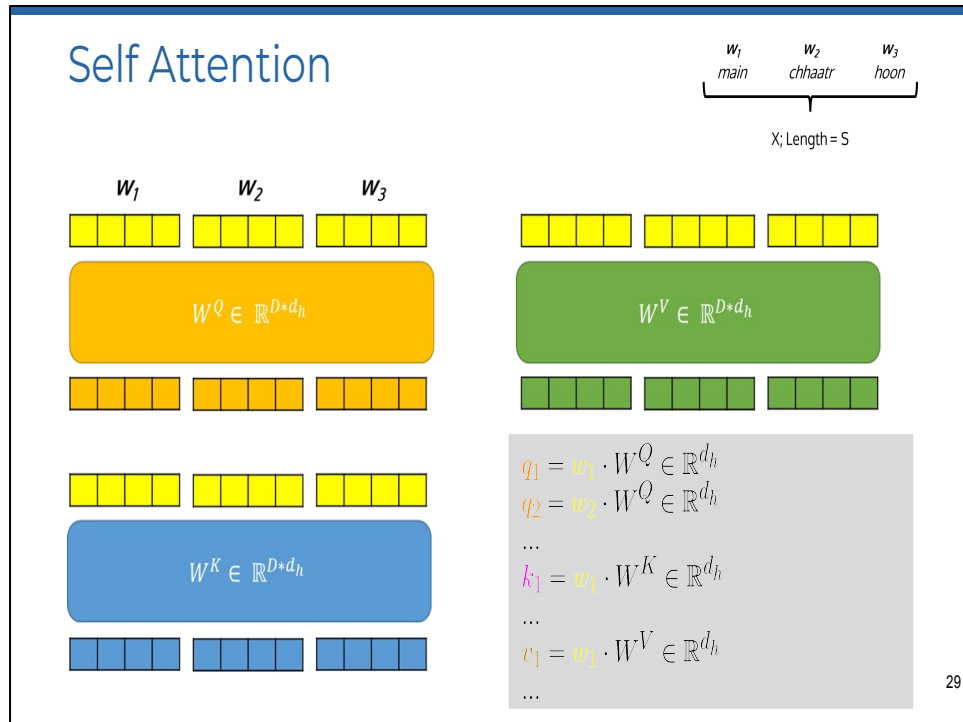 Self Attention
w₁ w₂ w₃
main chhaatr hoon
X; Length = S
w₁ w₂ w₃
W^Q ∈ ℝ^{D*d_h}
W^V ∈ ℝ^{D*d_h}
W^K ∈ ℝ^{D*d_h}
q₁ = w₁ · W^Q ∈ ℝ^{d_h}
q₂ = w₂ · W^Q ∈ ℝ^{d_h}
...
k₁ = w₁ · W^K ∈ ℝ^{d_h}
...
v₁ = w₁ · W^V ∈ ℝ^{d_h}
...
29